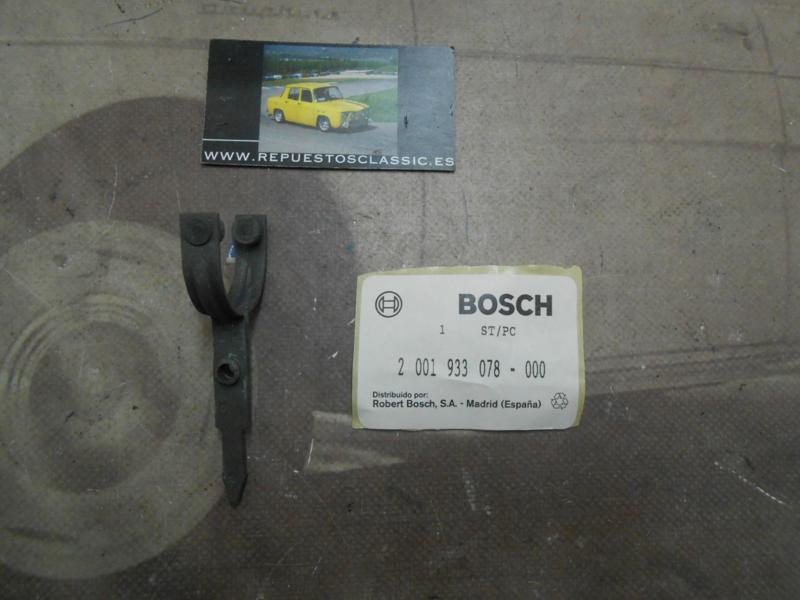 WWW.REPUESTOSCLASSIC.ES
BOSCH
1 ST/PC
2 001 933 078 - 000
Distribuido por:
Robert Bosch, S.A. - Madrid (España)